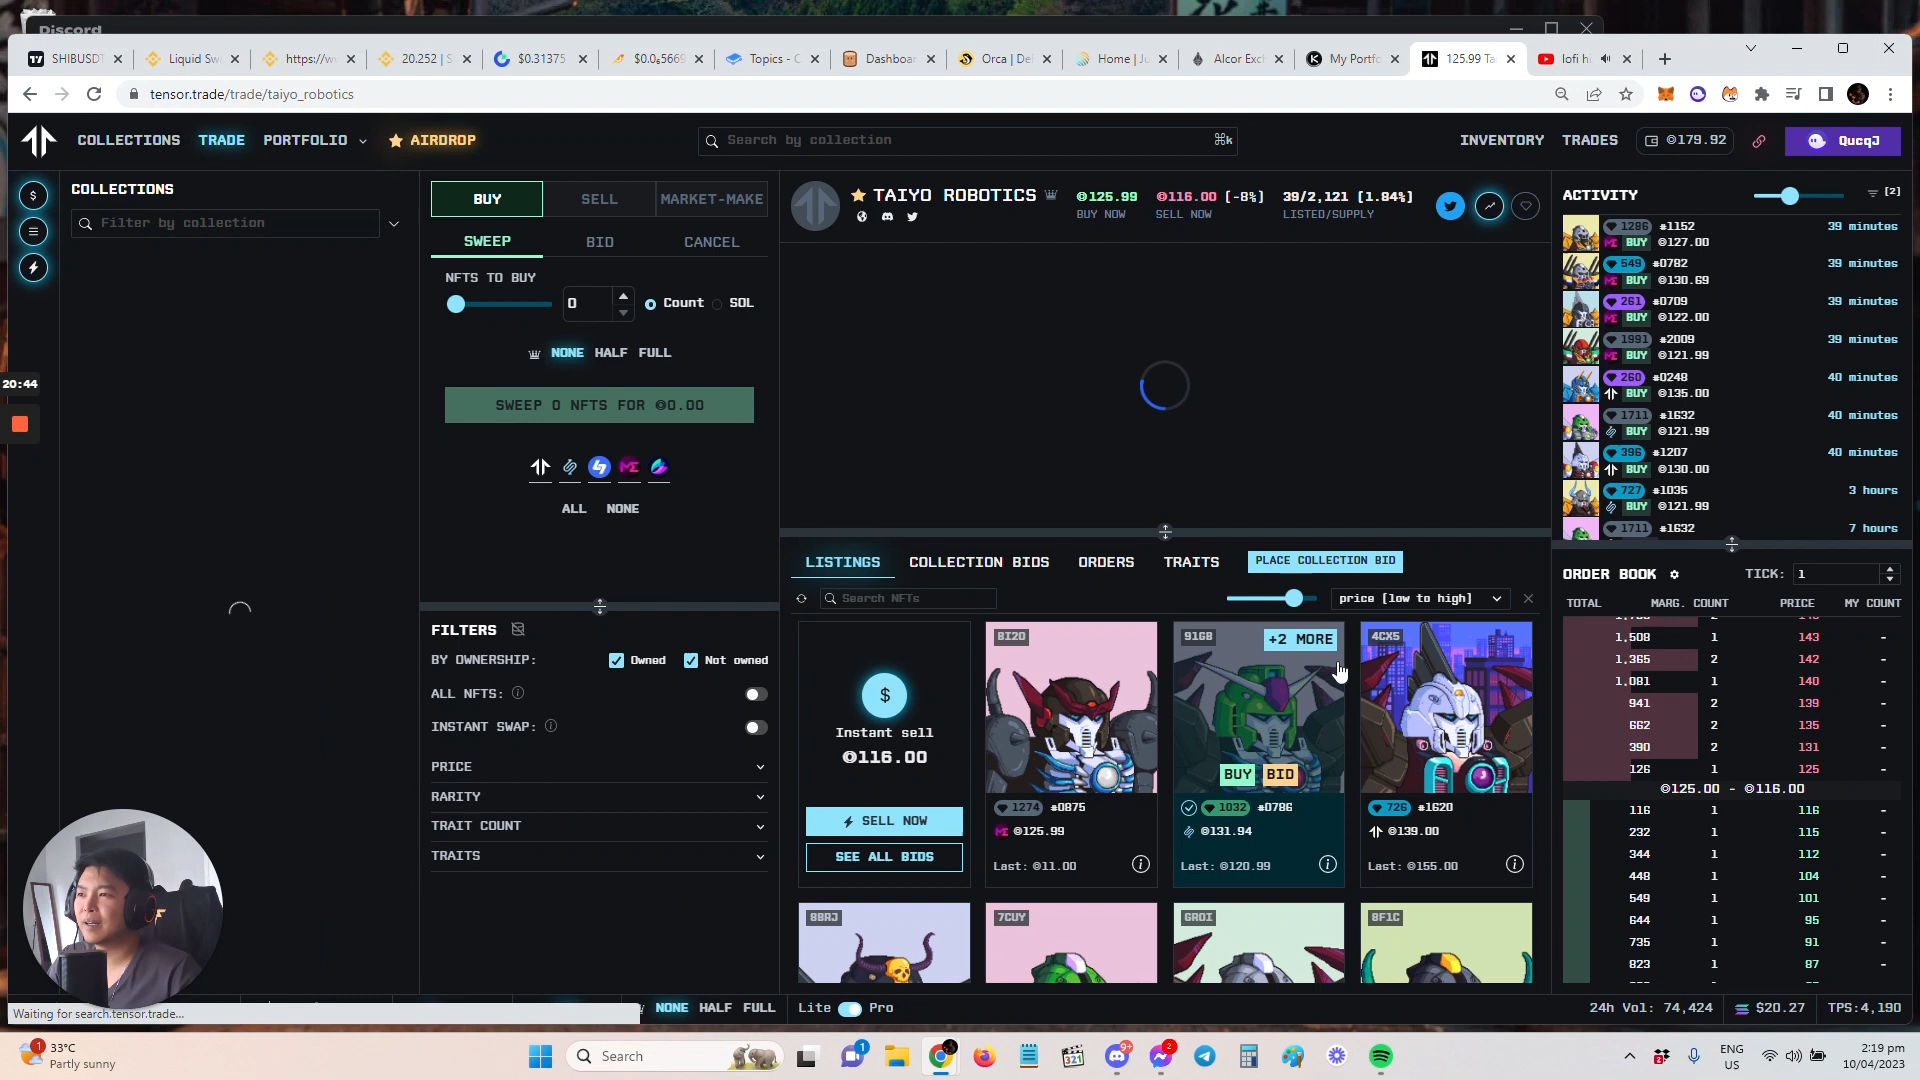 Discord
SHIBUSDT
Liquid Sw
https://w
20.252 | S
$0.31375
$0.0₆5669
Topics - C
Dashboar
Orca | De
Home | Ju
Alcor Exc
My Portfo
125.99 Ta
lofi hi
tensor.trade/trade/taiyo_robotics
COLLECTIONS TRADE PORTFOLIO AIRDROP
Search by collection ⌘k
INVENTORY TRADES ◎179.92 QucqJ
COLLECTIONS
Filter by collection
20:44
BUY SELL MARKET-MAKE
SWEEP BID CANCEL
NFTS TO BUY
0 Count SOL
NONE HALF FULL
SWEEP 0 NFTS FOR ◎0.00
ALL NONE
FILTERS
BY OWNERSHIP: Owned Not owned
ALL NFTS:
INSTANT SWAP:
PRICE
RARITY
TRAIT COUNT
TRAITS
TAIYO ROBOTICS
◎125.99 ◎116.00 [-8%] 39/2,121 [1.84%]
BUY NOW SELL NOW LISTED/SUPPLY
LISTINGS COLLECTION BIDS ORDERS TRAITS PLACE COLLECTION BID
Search NFTs price [low to high]
$
Instant sell
◎116.00
SELL NOW
SEE ALL BIDS
BI20
1274 #0875
◎125.99
Last: ◎11.00
91GB +2 MORE
BUY BID
1032 #0786
◎131.94
Last: ◎120.99
4CX5
726 #1620
◎139.00
Last: ◎155.00
8BRJ 7CUY GROI 8F1C
ACTIVITY [2]
1286 #1152 39 minutes
BUY ◎127.00
549 #0782 39 minutes
BUY ◎130.69
261 #0709 39 minutes
BUY ◎122.00
1991 #2009 39 minutes
BUY ◎121.99
260 #0248 40 minutes
BUY ◎135.00
1711 #1632 40 minutes
BUY ◎121.99
396 #1207 40 minutes
BUY ◎130.00
727 #1035 3 hours
BUY ◎121.99
1711 #1632 7 hours
ORDER BOOK TICK: 1
TOTAL MARG. COUNT PRICE MY COUNT
1,508 1 143 -
1,365 2 142 -
1,081 1 140 -
941 2 139 -
662 2 135 -
390 2 131 -
126 1 125 -
◎125.00 - ◎116.00
116 1 116 -
232 1 115 -
344 1 112 -
448 1 104 -
549 1 101 -
644 1 95 -
735 1 91 -
823 1 87 -
Waiting for search.tensor.trade...
NONE HALF FULL
Lite Pro
24h Vol: 74,424 $20.27 TPS:4,190
1
33°C
Partly sunny
Search
1
321
9+
2
ENG
US
2:19 pm
10/04/2023